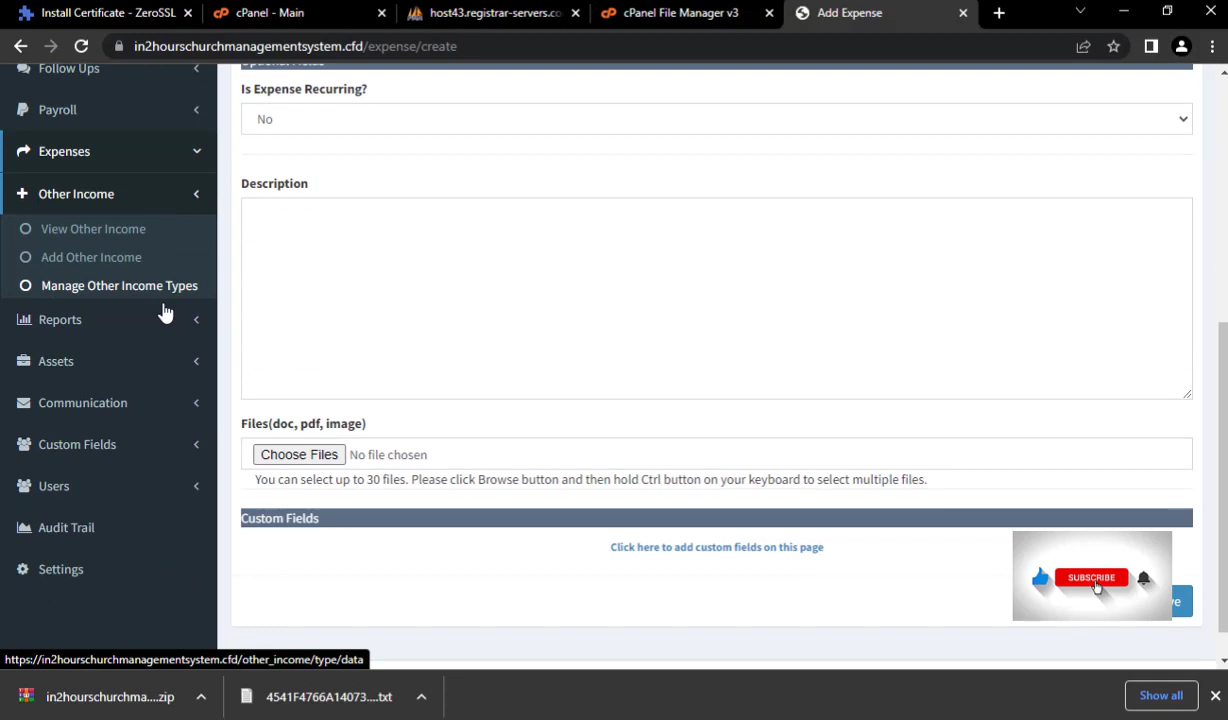 Install Certificate - ZeroSSL
cPanel - Main
host43.registrar-servers.co
cPanel File Manager v3
Add Expense
in2hourschurchmanagementsystem.cfd/expense/create
Follow Ups
Payroll
Expenses
Other Income
View Other Income
Add Other Income
Manage Other Income Types
Reports
Assets
Communication
Custom Fields
Users
Audit Trail
Settings
Optional Fields
Is Expense Recurring?
No
Description
Files(doc, pdf, image)
Choose Files No file chosen
You can select up to 30 files. Please click Browse button and then hold Ctrl button on your keyboard to select multiple files.
Custom Fields
Click here to add custom fields on this page
SUBSCRIBE
ve
https://in2hourschurchmanagementsystem.cfd/other_income/type/data
in2hourschurchma....zip
4541F4766A14073....txt
Show all